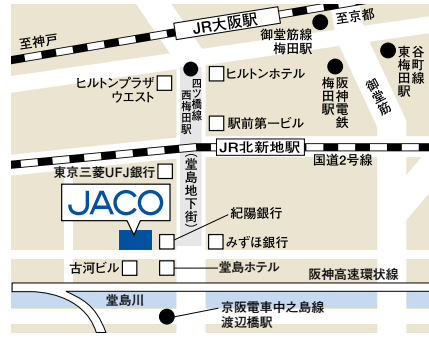 至神戸
JR大阪駅
至京都
御堂筋線
梅田駅
谷町線
東梅田駅
ヒルトンプラザ
ウエスト
四ツ橋線
西梅田駅
ヒルトンホテル
阪神電鉄
梅田駅
御堂筋
駅前第一ビル
JR北新地駅
国道2号線
東京三菱UFJ銀行
(堂島地下街)
JACO
紀陽銀行
みずほ銀行
古河ビル
堂島ホテル
阪神高速環状線
堂島川
京阪電車中之島線
渡辺橋駅